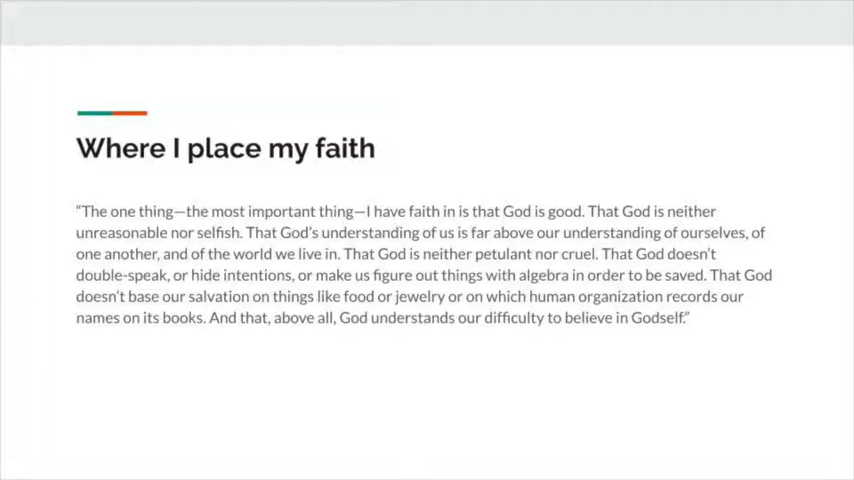 Where I place my faith
“The one thing—the most important thing—I have faith in is that God is good. That God is neither
unreasonable nor selfish. That God’s understanding of us is far above our understanding of ourselves, of
one another, and of the world we live in. That God is neither petulant nor cruel. That God doesn’t
double-speak, or hide intentions, or make us figure out things with algebra in order to be saved. That God
doesn’t base our salvation on things like food or jewelry or on which human organization records our
names on its books. And that, above all, God understands our difficulty to believe in Godself.”